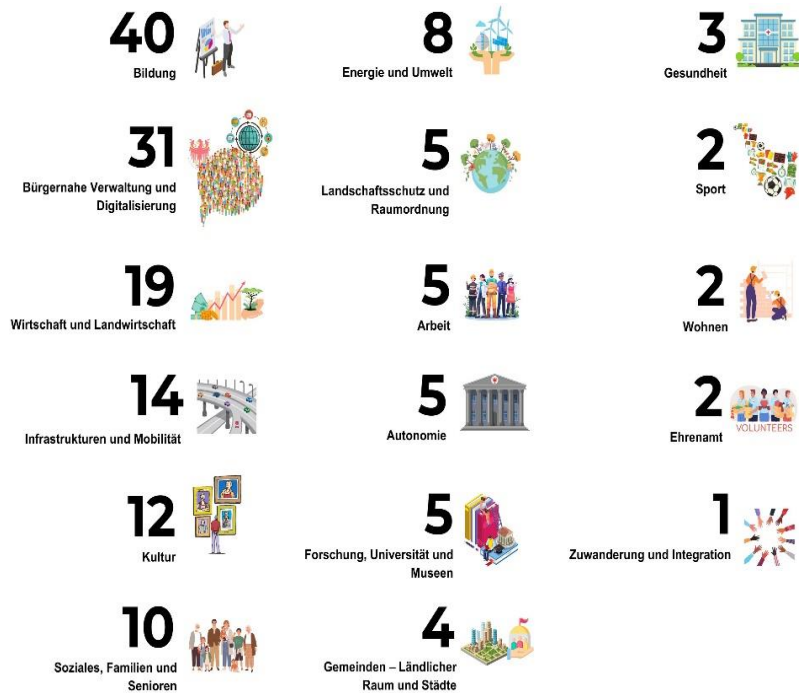 40
Bildung
8
Energie und Umwelt
3
Gesundheit
31
Bürgernahe Verwaltung und
Digitalisierung
5
Landschaftsschutz und
Raumordnung
2
Sport
19
Wirtschaft und Landwirtschaft
5
Arbeit
2
Wohnen
14
Infrastrukturen und Mobilität
5
Autonomie
2
Ehrenamt
VOLUNTEERS
12
Kultur
5
Forschung, Universität und
Museen
1
Zuwanderung und Integration
10
Soziales, Familien und
Senioren
4
Gemeinden – Ländlicher
Raum und Städte